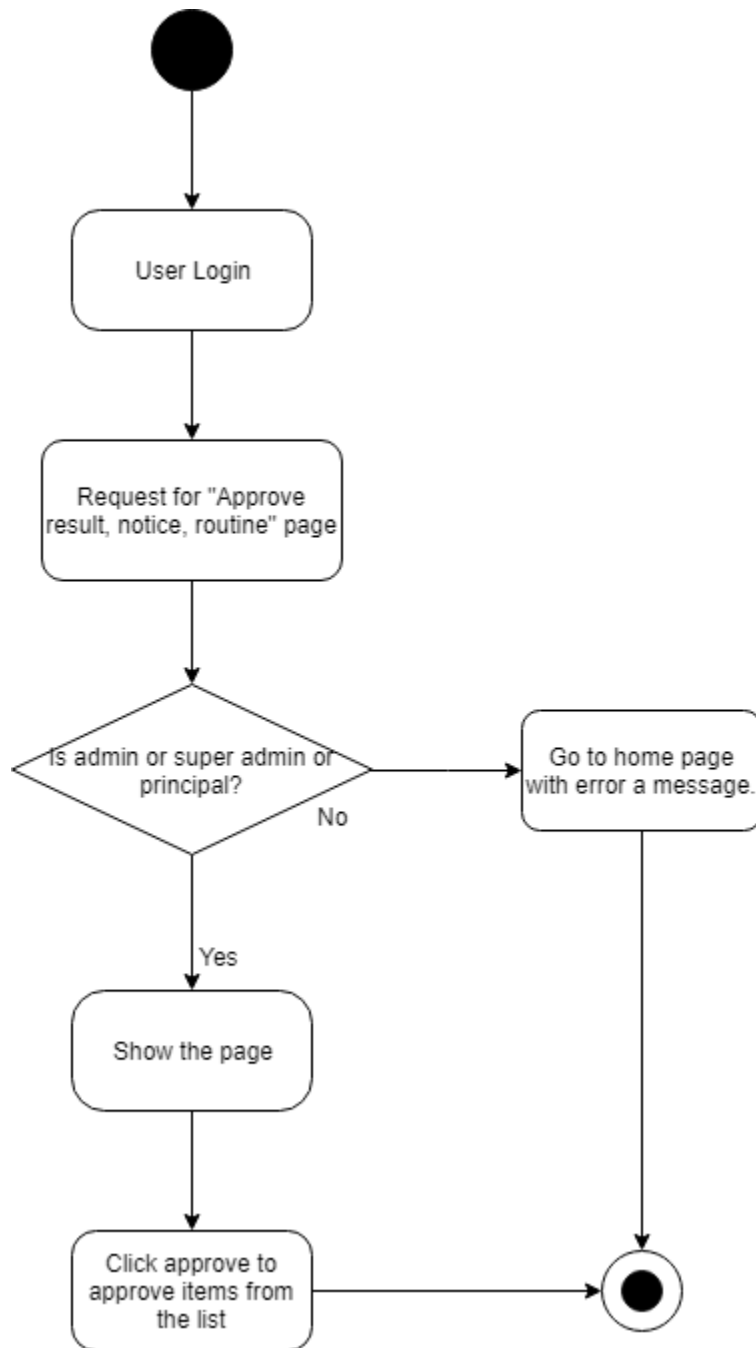 User Login
Request for "Approve
result, notice, routine" page
Is admin or super admin or
principal?
No
Go to home page
with error a message.
Yes
Show the page
Click approve to
approve items from
the list